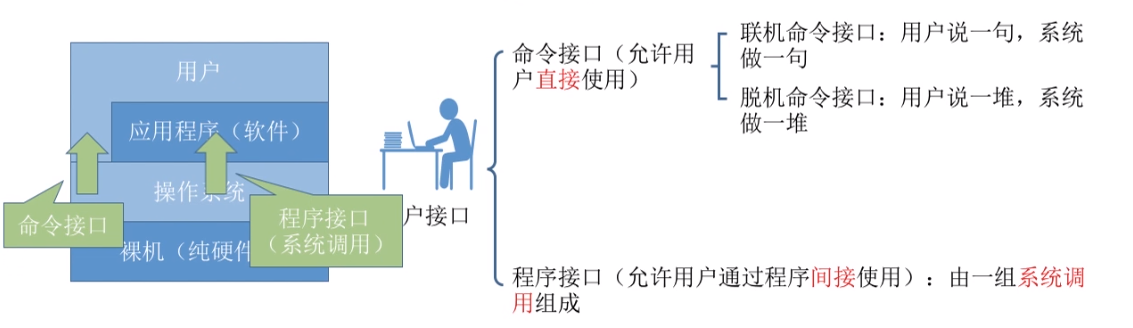 用户
应用程序（软件）
操作系统
裸机（纯硬件
命令接口
程序接口
（系统调用）
户接口
命令接口（允许用
户直接使用）
联机命令接口：用户说一句，系统
做一句
脱机命令接口：用户说一堆，系统
做一堆
程序接口（允许用户通过程序间接使用）：由一组系统调
用组成